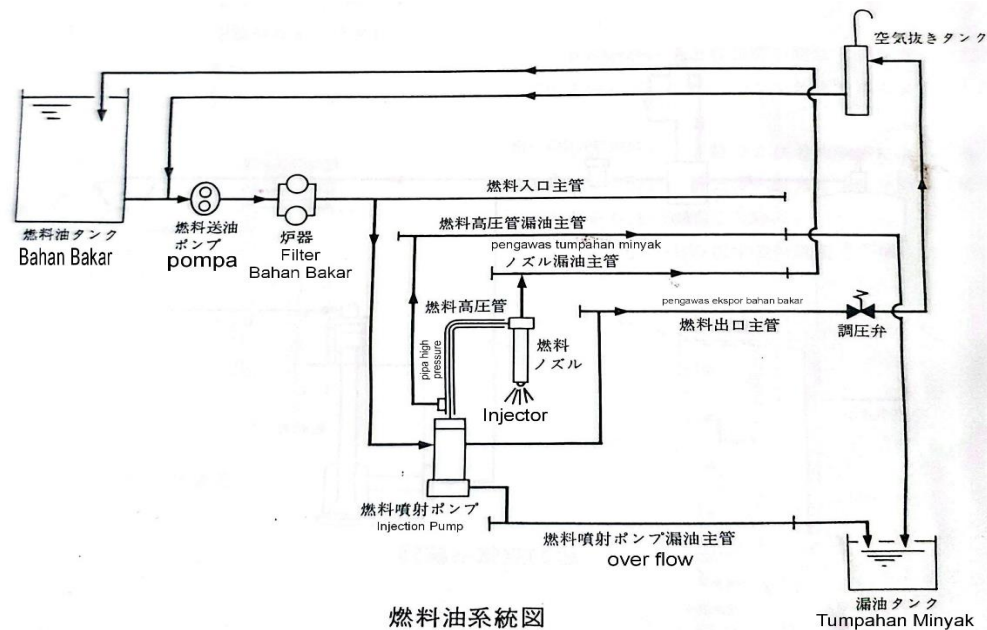 空気抜きタンク
燃料油タンク
Bahan Bakar
燃料送油
ポンプ
pompa
炉器
Filter
Bahan Bakar
燃料入口主管
燃料高圧管漏油主管
pengawas tumpahan minyak
ノズル漏油主管
燃料高圧管
pipa high
pressure
燃料
ノズル
Injector
pengawas ekspor bahan bakar
燃料出口主管
調圧弁
燃料噴射ポンプ
Injection Pump
燃料噴射ポンプ漏油主管
over flow
漏油タンク
Tumpahan Minyak
燃料油系統図